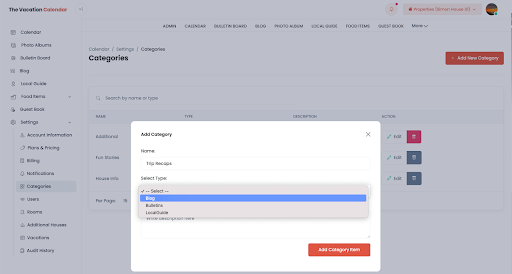 The Vacation Calendar
Properties (Simon House 01)
ADMIN CALENDAR BULLETIN BOARD BLOG PHOTO ALBUM LOCAL GUIDE FOOD ITEMS GUEST BOOK More
Calendar
Photo Albums
Bulletin Board
Blog
Local Guide
Food Items
Guest Book
Settings
Account Information
Plans & Pricing
Billing
Notifications
Categories
Users
Rooms
Additional Houses
Vacations
Audit History
Calendar / Settings / Categories
Categories
+ Add New Category
Search by name or type
NAME TYPE DESCRIPTION ACTION
Additional Edit
Fun Stories Edit
House Info Edit
Per Page:
Add Category
Name:
Trip Recaps
Select Type:
✓ -- Select --
Blog
Bulletins
LocalGuide
Write description here
Add Category Item